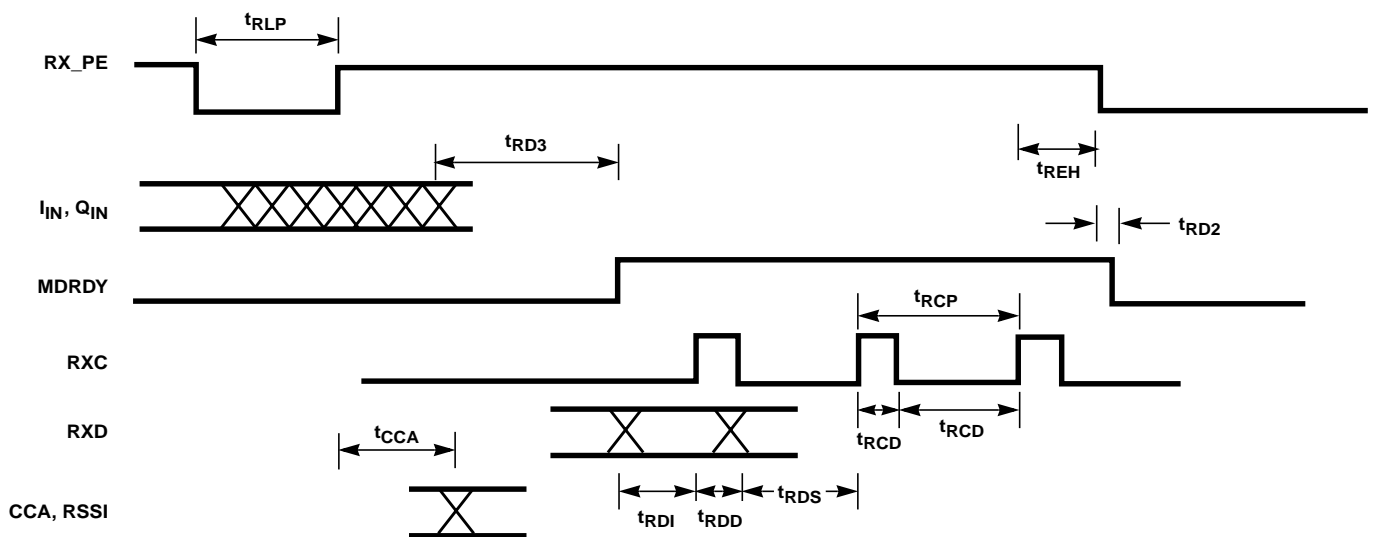 tRLP
RX_PE
tRD3
tREH
IIN, QIN
tRD2
MDRDY
tRCP
RXC
RXD
tRCD
tRCD
tCCA
tRDI
tRDD
tRDS
CCA, RSSI